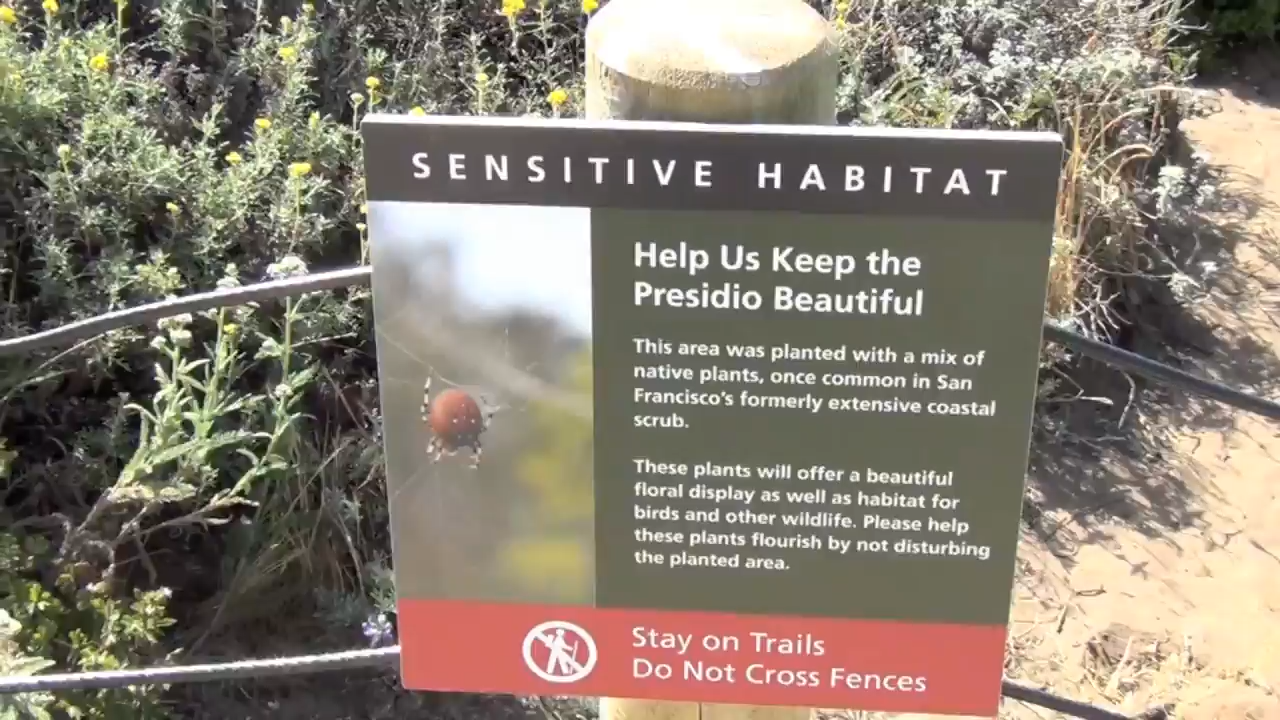 SENSITIVE HABITAT
Help Us Keep the
Presidio Beautiful
This area was planted with a mix of
native plants, once common in San
Francisco's formerly extensive coastal
scrub.
These plants will offer a beautiful
floral display as well as habitat for
birds and other wildlife. Please help
these plants flourish by not disturbing
the planted area.
Stay on Trails
Do Not Cross Fences